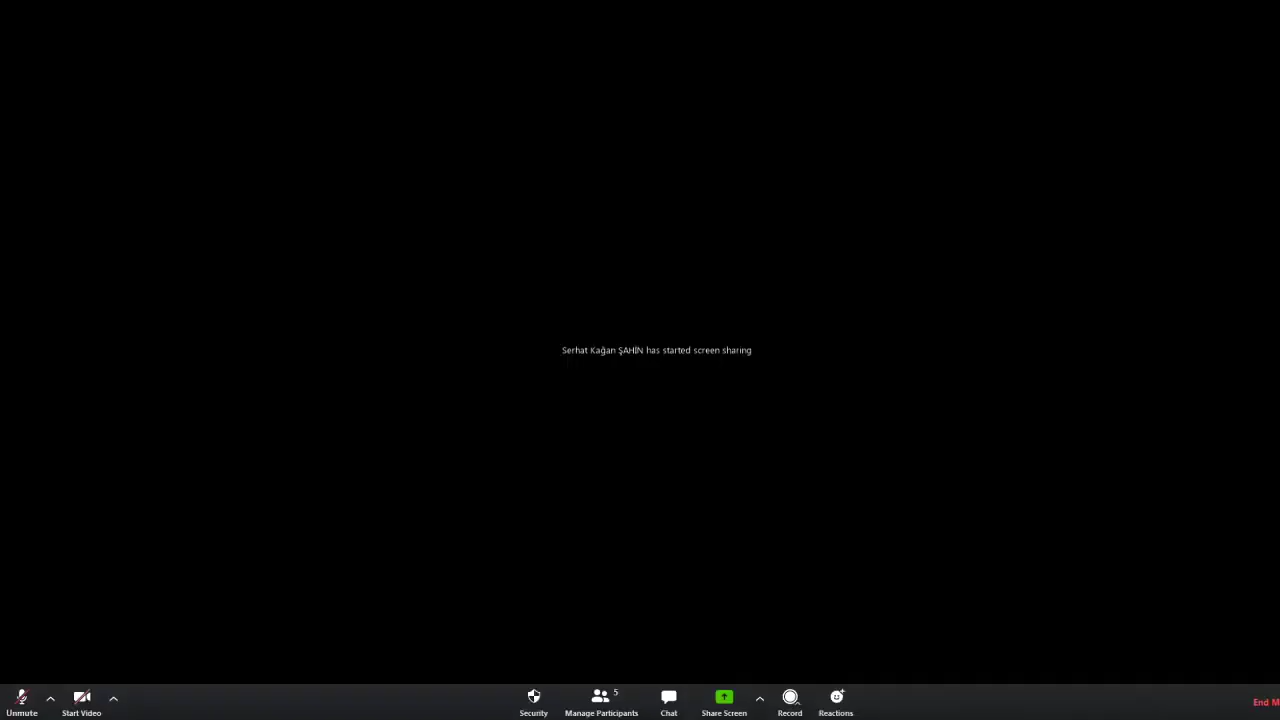 Serhat Kağan ŞAHİN has started screen sharing
Unmute
Start Video
Security
5
Manage Participants
Chat
Share Screen
Record
Reactions
End M